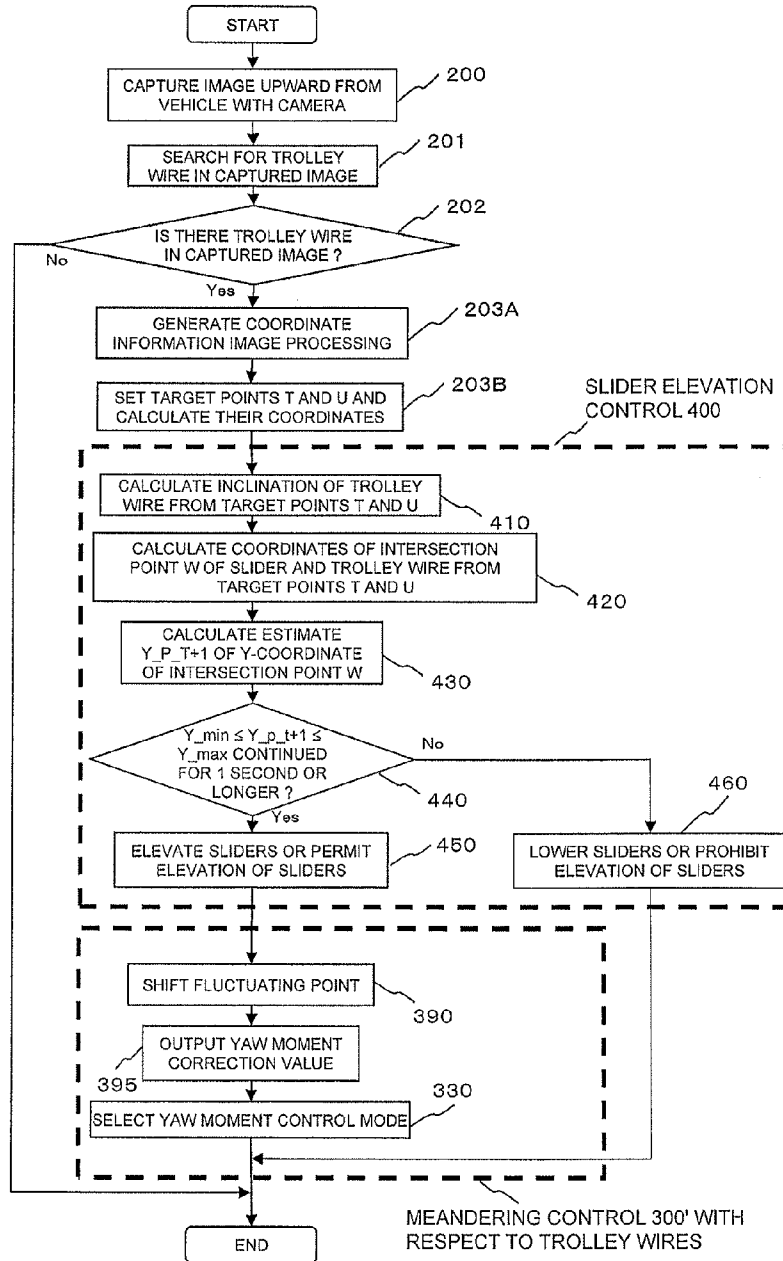 START
CAPTURE IMAGE UPWARD FROM
VEHICLE WITH CAMERA
200
SEARCH FOR TROLLEY
WIRE IN CAPTURED IMAGE
201
IS THERE TROLLEY WIRE
IN CAPTURED IMAGE ?
202
No
Yes
GENERATE COORDINATE
INFORMATION IMAGE PROCESSING
203A
SET TARGET POINTS T AND U AND
CALCULATE THEIR COORDINATES
203B
SLIDER ELEVATION
CONTROL 400
CALCULATE INCLINATION OF TROLLEY
WIRE FROM TARGET POINTS T AND U
410
CALCULATE COORDINATES OF INTERSECTION
POINT W OF SLIDER AND TROLLEY WIRE FROM
TARGET POINTS T AND U
420
CALCULATE ESTIMATE
Y_P_T+1 OF Y-COORDINATE
OF INTERSECTION POINT W
430
Y_min ≤ Y_p_t+1 ≤
Y_max CONTINUED
FOR 1 SECOND OR
LONGER ?
440
No
Yes
ELEVATE SLIDERS OR PERMIT
ELEVATION OF SLIDERS
450
460
LOWER SLIDERS OR PROHIBIT
ELEVATION OF SLIDERS
SHIFT FLUCTUATING POINT
390
OUTPUT YAW MOMENT
CORRECTION VALUE
395
SELECT YAW MOMENT CONTROL MODE
330
MEANDERING CONTROL 300' WITH
RESPECT TO TROLLEY WIRES
END